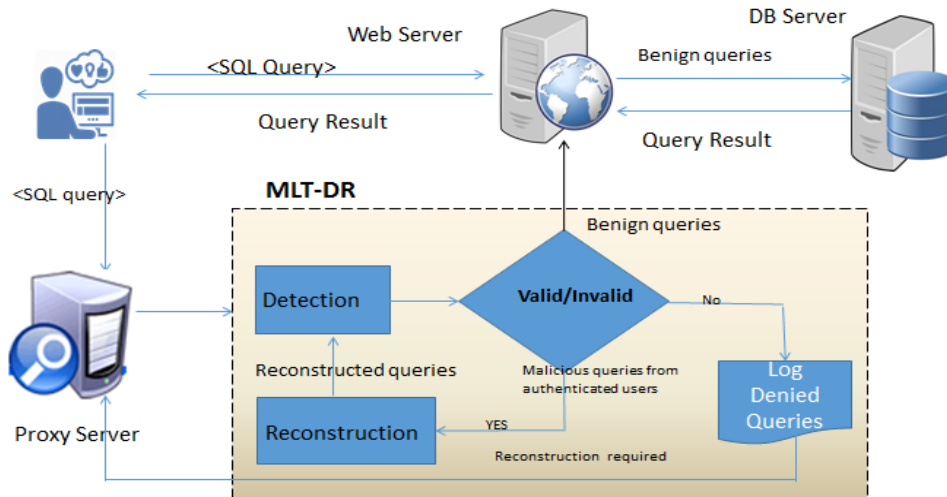 DB Server
Web Server
<SQL Query>
Benign queries
Query Result
Query Result
<SQL query>
MLT-DR
Benign queries
Detection
Valid/Invalid
No
Reconstructed queries
Malicious queries from
authenticated users
Log
Denied
Queries
Reconstruction
YES
Proxy Server
Reconstruction required